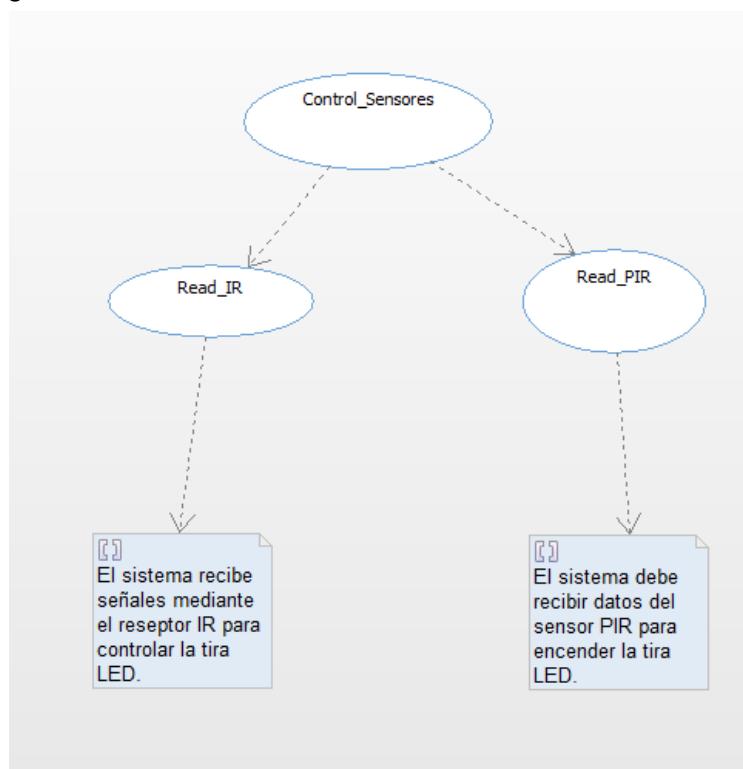 Control_Sensores
Read_IR
Read_PIR
El sistema recibe
señales mediante
el reseptor IR para
controlar la tira
LED.
El sistema debe
recibir datos del
sensor PIR para
encender la tira
LED.